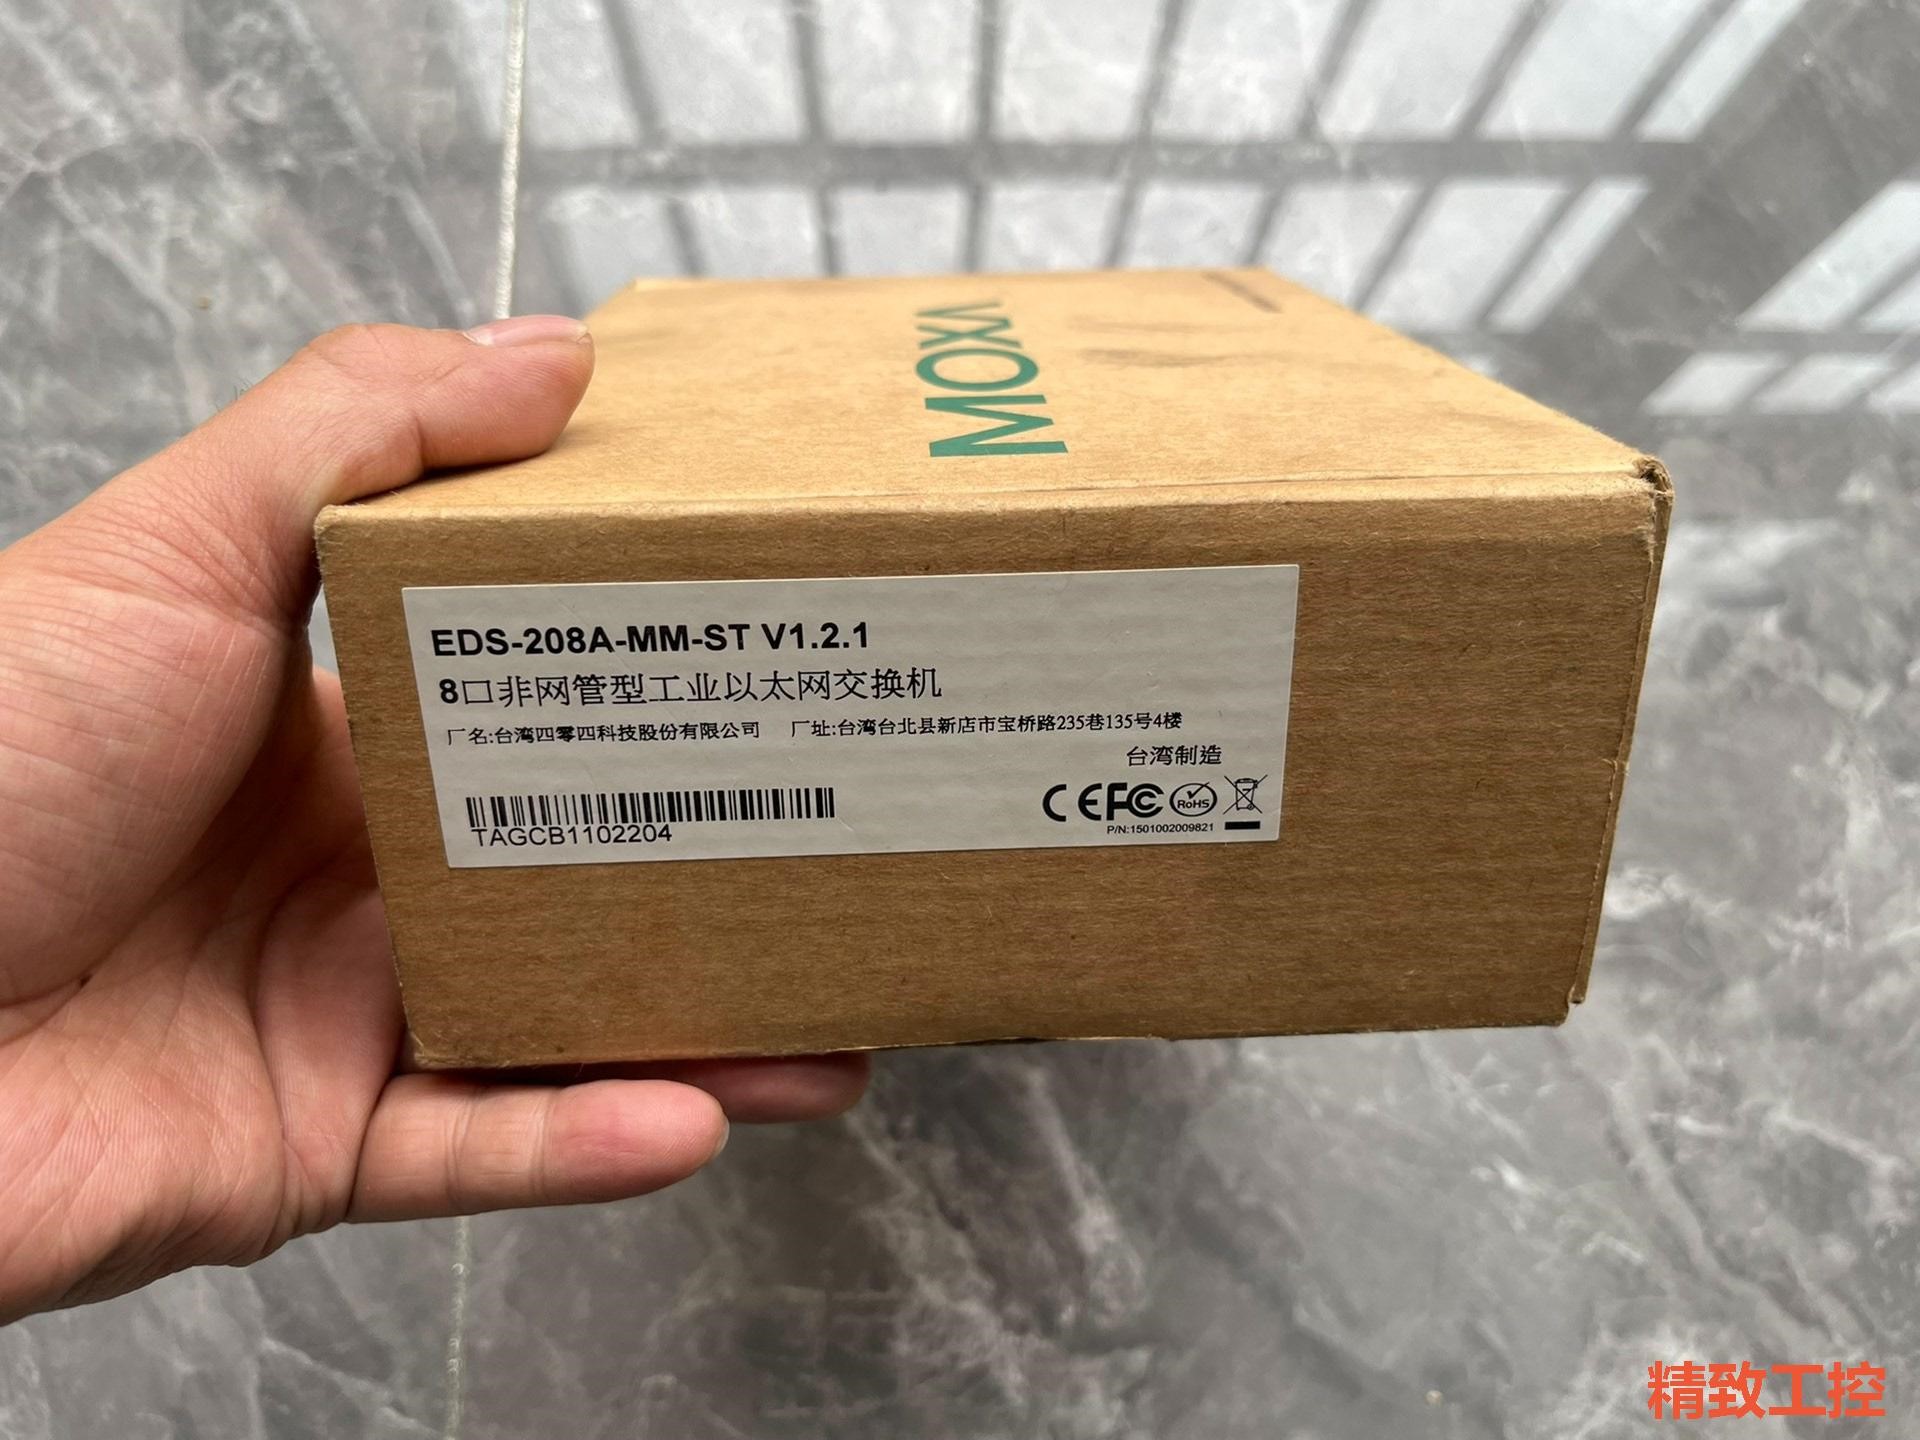 MOXA
EDS-208A-MM-ST V1.2.1
8口非网管型工业以太网交换机
厂名:台湾四零四科技股份有限公司 厂址:台湾台北县新店市宝桥路235巷135号4楼
台湾制造
TAGCB1102204
CE FC RoHS
P/N:1501002009821
精致工控